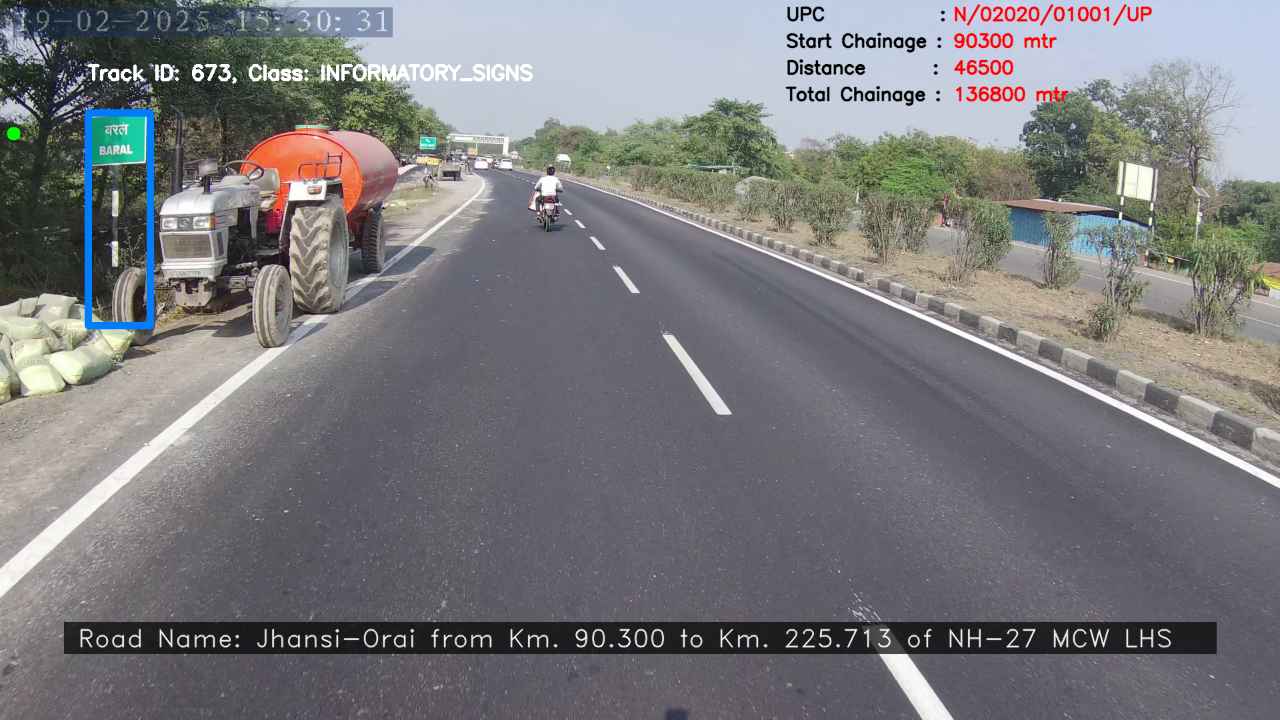 19-02-2025 15:30:31
UPC : N/02020/01001/UP
Start Chainage : 90300 mtr
Distance : 46500
Total Chainage : 136800 mtr
Track ID: 673, Class: INFORMATORY_SIGNS
बरल
BARAL
Road Name: Jhansi-Orai from Km. 90.300 to Km. 225.713 of NH-27 MCW LHS